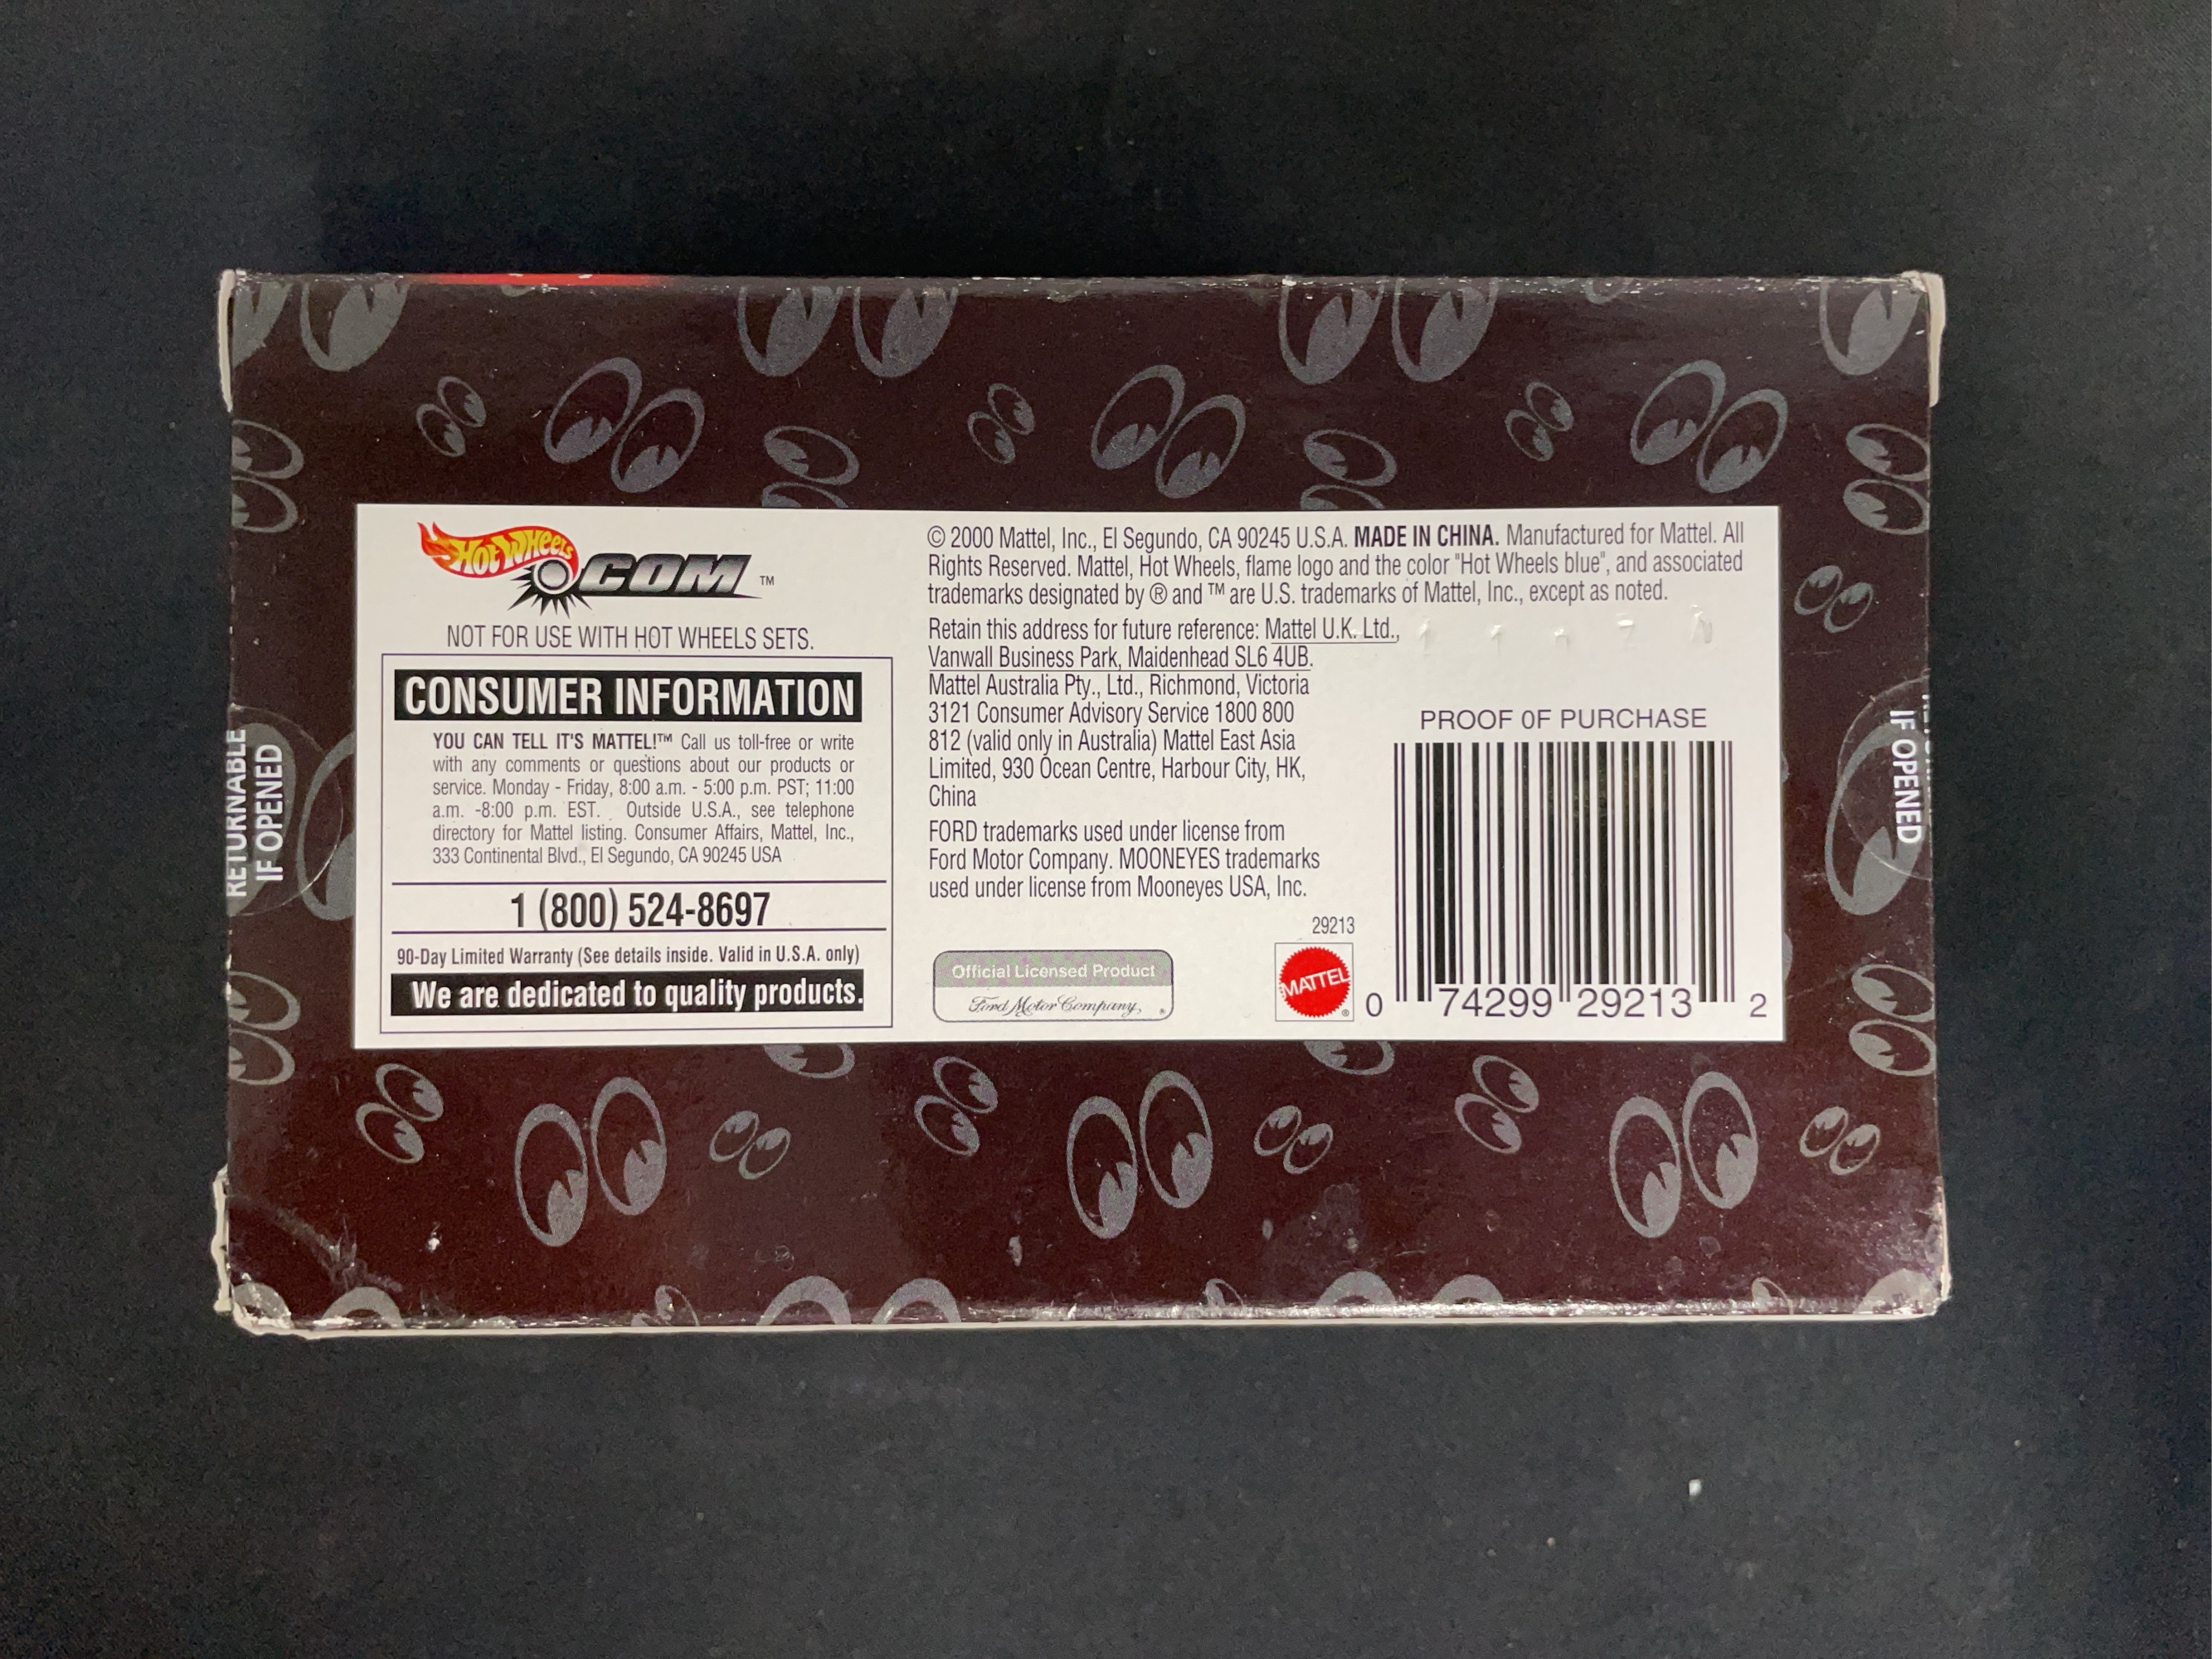 Hot Wheels .COM ™
NOT FOR USE WITH HOT WHEELS SETS.
CONSUMER INFORMATION
YOU CAN TELL IT'S MATTEL!™ Call us toll-free or write
with any comments or questions about our products or
service. Monday - Friday, 8:00 a.m. - 5:00 p.m. PST; 11:00
a.m. -8:00 p.m. EST. Outside U.S.A., see telephone
directory for Mattel listing. Consumer Affairs, Mattel, Inc.,
333 Continental Blvd., El Segundo, CA 90245 USA
1 (800) 524-8697
90-Day Limited Warranty (See details inside. Valid in U.S.A. only)
We are dedicated to quality products.
© 2000 Mattel, Inc., El Segundo, CA 90245 U.S.A. MADE IN CHINA. Manufactured for Mattel. All
Rights Reserved. Mattel, Hot Wheels, flame logo and the color "Hot Wheels blue", and associated
trademarks designated by ® and ™ are U.S. trademarks of Mattel, Inc., except as noted.
Retain this address for future reference: Mattel U.K. Ltd.,
Vanwall Business Park, Maidenhead SL6 4UB.
Mattel Australia Pty., Ltd., Richmond, Victoria
3121 Consumer Advisory Service 1800 800
812 (valid only in Australia) Mattel East Asia
Limited, 930 Ocean Centre, Harbour City, HK,
China
FORD trademarks used under license from
Ford Motor Company. MOONEYES trademarks
used under license from Mooneyes USA, Inc.
29213
Official Licensed Product
Ford Motor Company, ®
MATTEL ®
PROOF OF PURCHASE
0 74299 29213 2
RETURNABLE
IF OPENED
IF OPENED